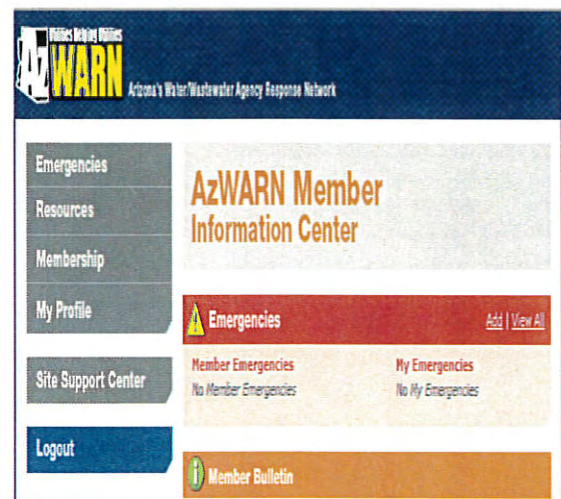 Utilities Helping Utilities
AzWARN
Arizona's Water/Wastewater Agency Response Network
Emergencies
Resources
Membership
My Profile
Site Support Center
Logout
AzWARN Member
Information Center
Emergencies
Add | View All
Member Emergencies
No Member Emergencies
My Emergencies
No My Emergencies
Member Bulletin